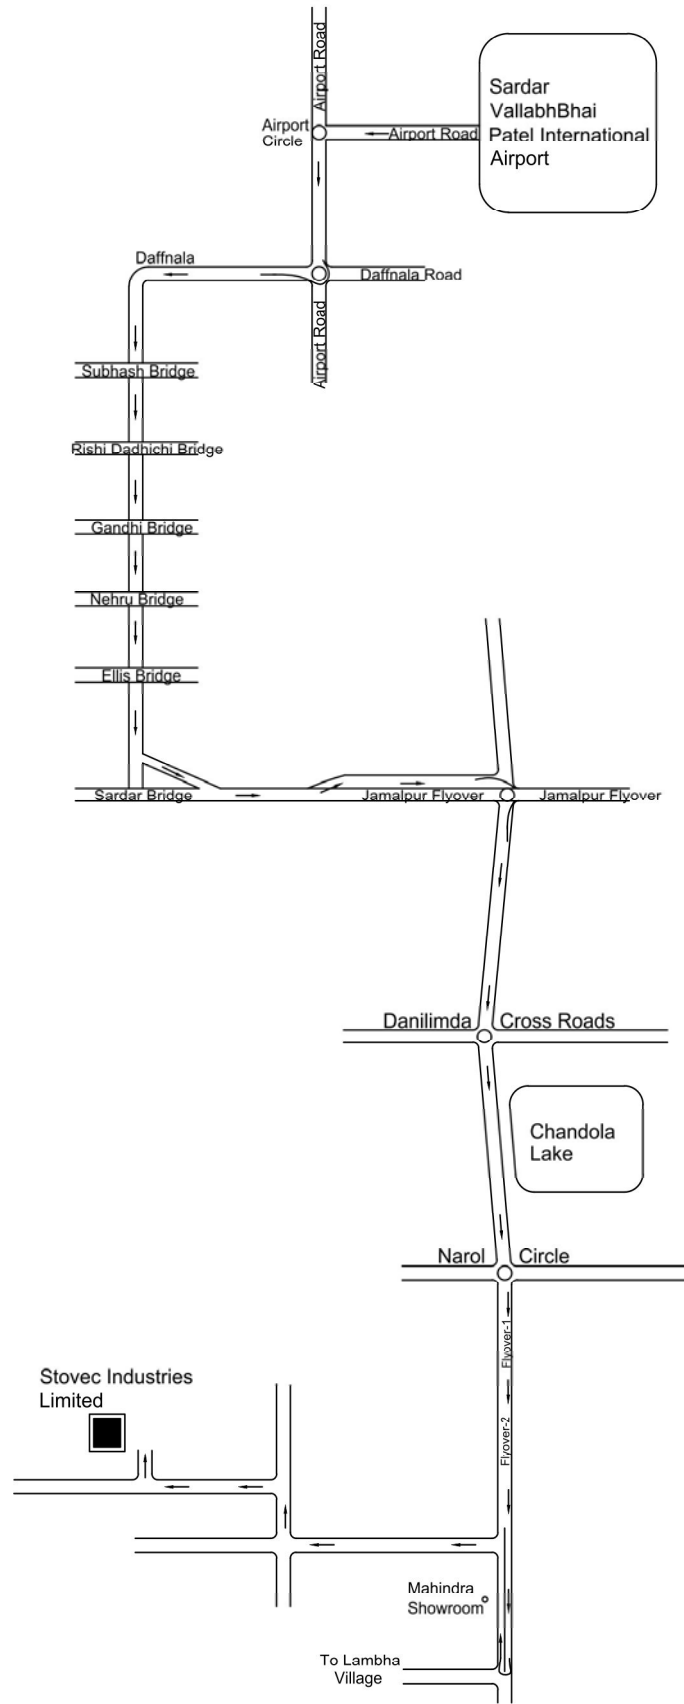 Airport Road
Sardar
VallabhBhai
Patel International
Airport
Airport
Circle
Airport Road
Daffnala
Daffnala Road
Airport Road
Subhash Bridge
Rishi Dadhichi Bridge
Gandhi Bridge
Nehru Bridge
Ellis Bridge
Sardar Bridge
Jamalpur Flyover
Jamalpur Flyover
Danilimda Cross Roads
Chandola
Lake
Narol Circle
Flyover-1
Stovec Industries
Limited
Flyover-2
Mahindra
Showroom
To Lambha
Village